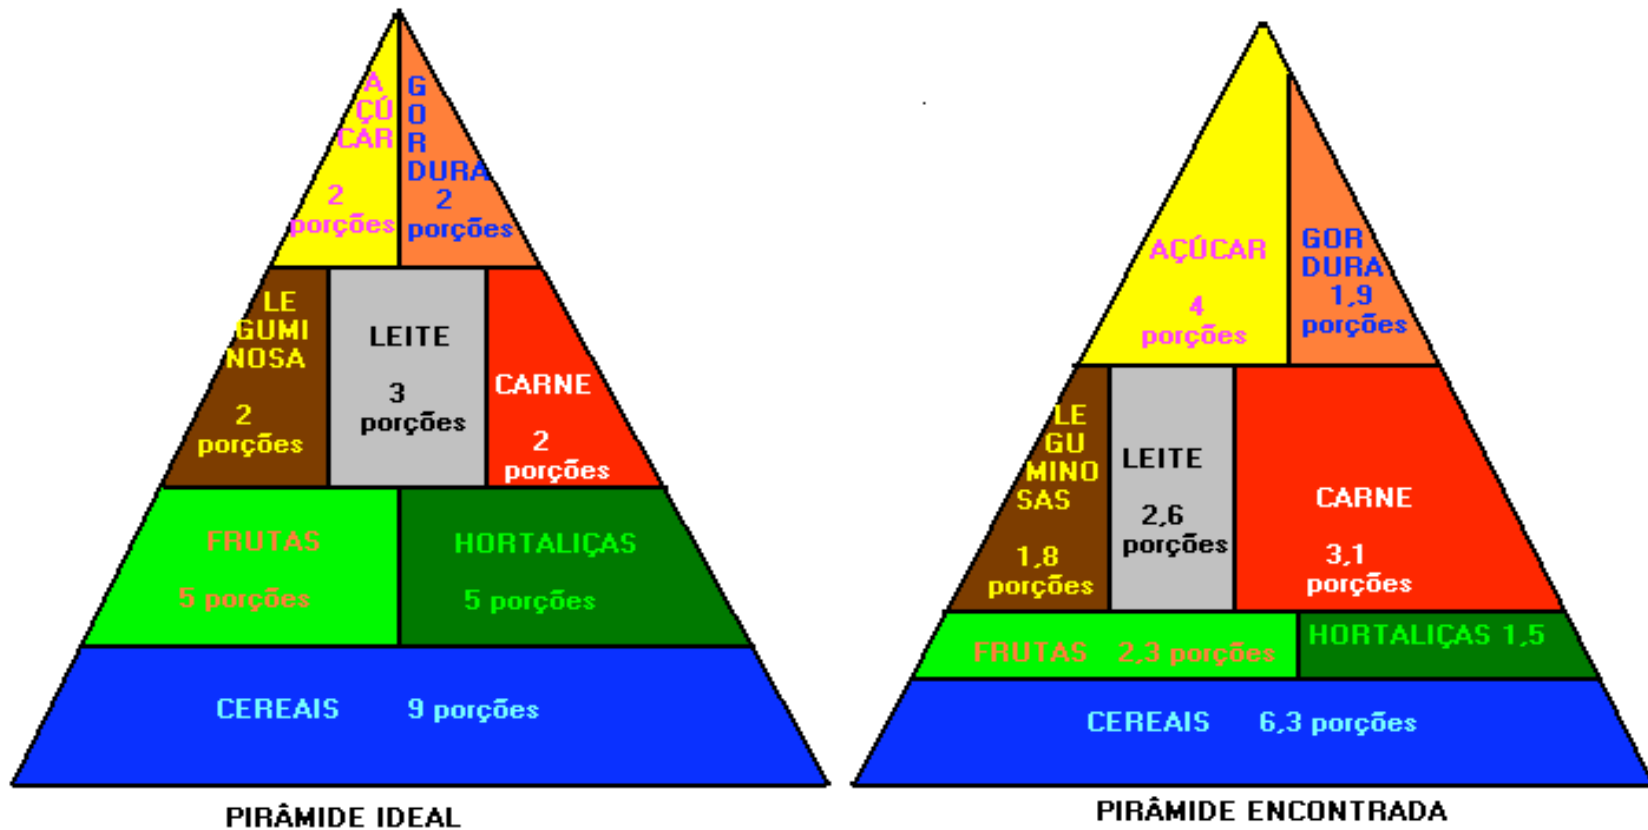 A
ÇÚ
CAR
2
porções
G
O
R
DURA
2
porções
LE
GUMI
NOSA
2
porções
LEITE
3
porções
CARNE
2
porções
FRUTAS
5 porções
HORTALIÇAS
5 porções
CEREAIS 9 porções
PIRÂMIDE IDEAL
AÇÚCAR
4
porções
GOR
DURA
1,9
porções
LE
GU
MINO
SAS
1,8
porções
LEITE
2,6
porções
CARNE
3,1
porções
FRUTAS 2,3 porções
HORTALIÇAS 1,5
CEREAIS 6,3 porções
PIRÂMIDE ENCONTRADA